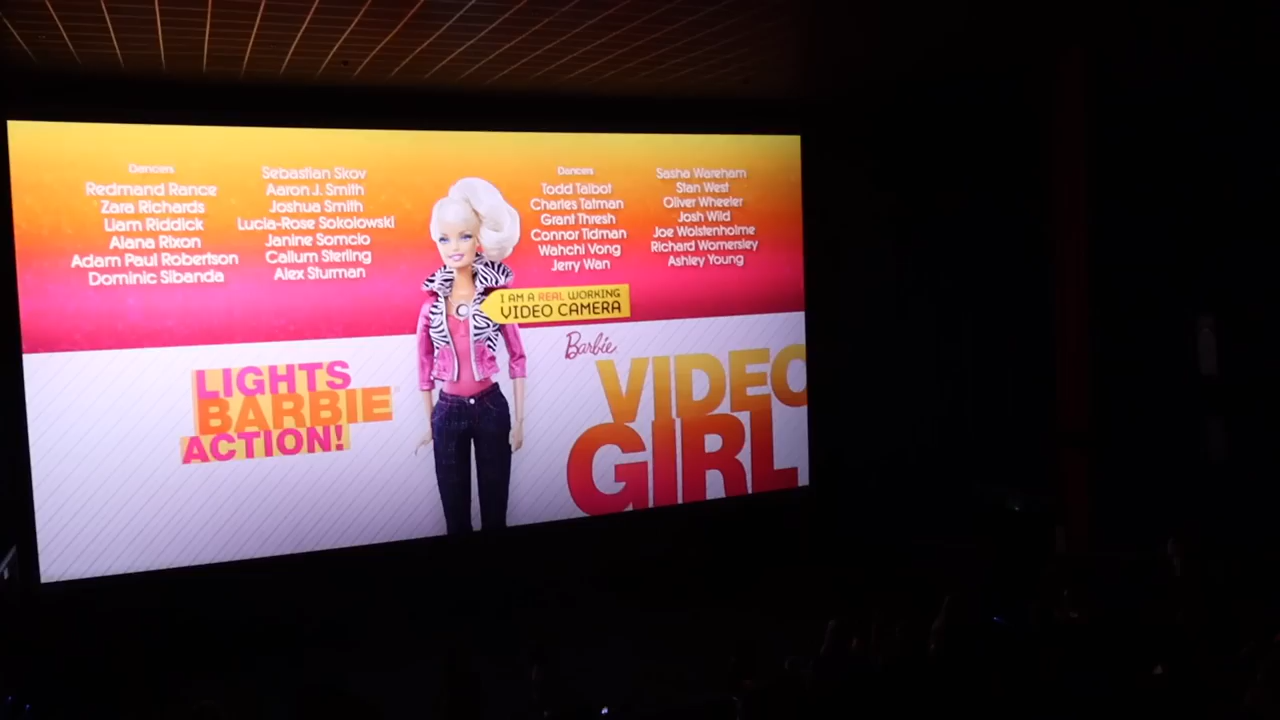 Dancers
Redmand Rance
Zara Richards
Liam Riddick
Alana Rixon
Adam Paul Robertson
Dominic Sibanda
Sebastian Skov
Aaron J. Smith
Joshua Smith
Lucia-Rose Sokolowski
Janine Somcio
Callum Sterling
Alex Sturman
Dancers
Todd Talbot
Charles Tatman
Grant Thresh
Connor Tidman
Wahchi Vong
Jerry Wan
Sasha Wareham
Stan West
Oliver Wheeler
Josh Wild
Joe Wolstenholme
Richard Womersley
Ashley Young
I AM A REAL WORKING
VIDEO CAMERA
LIGHTS
BARBIE
ACTION!
Barbie
VIDEO
GIRL